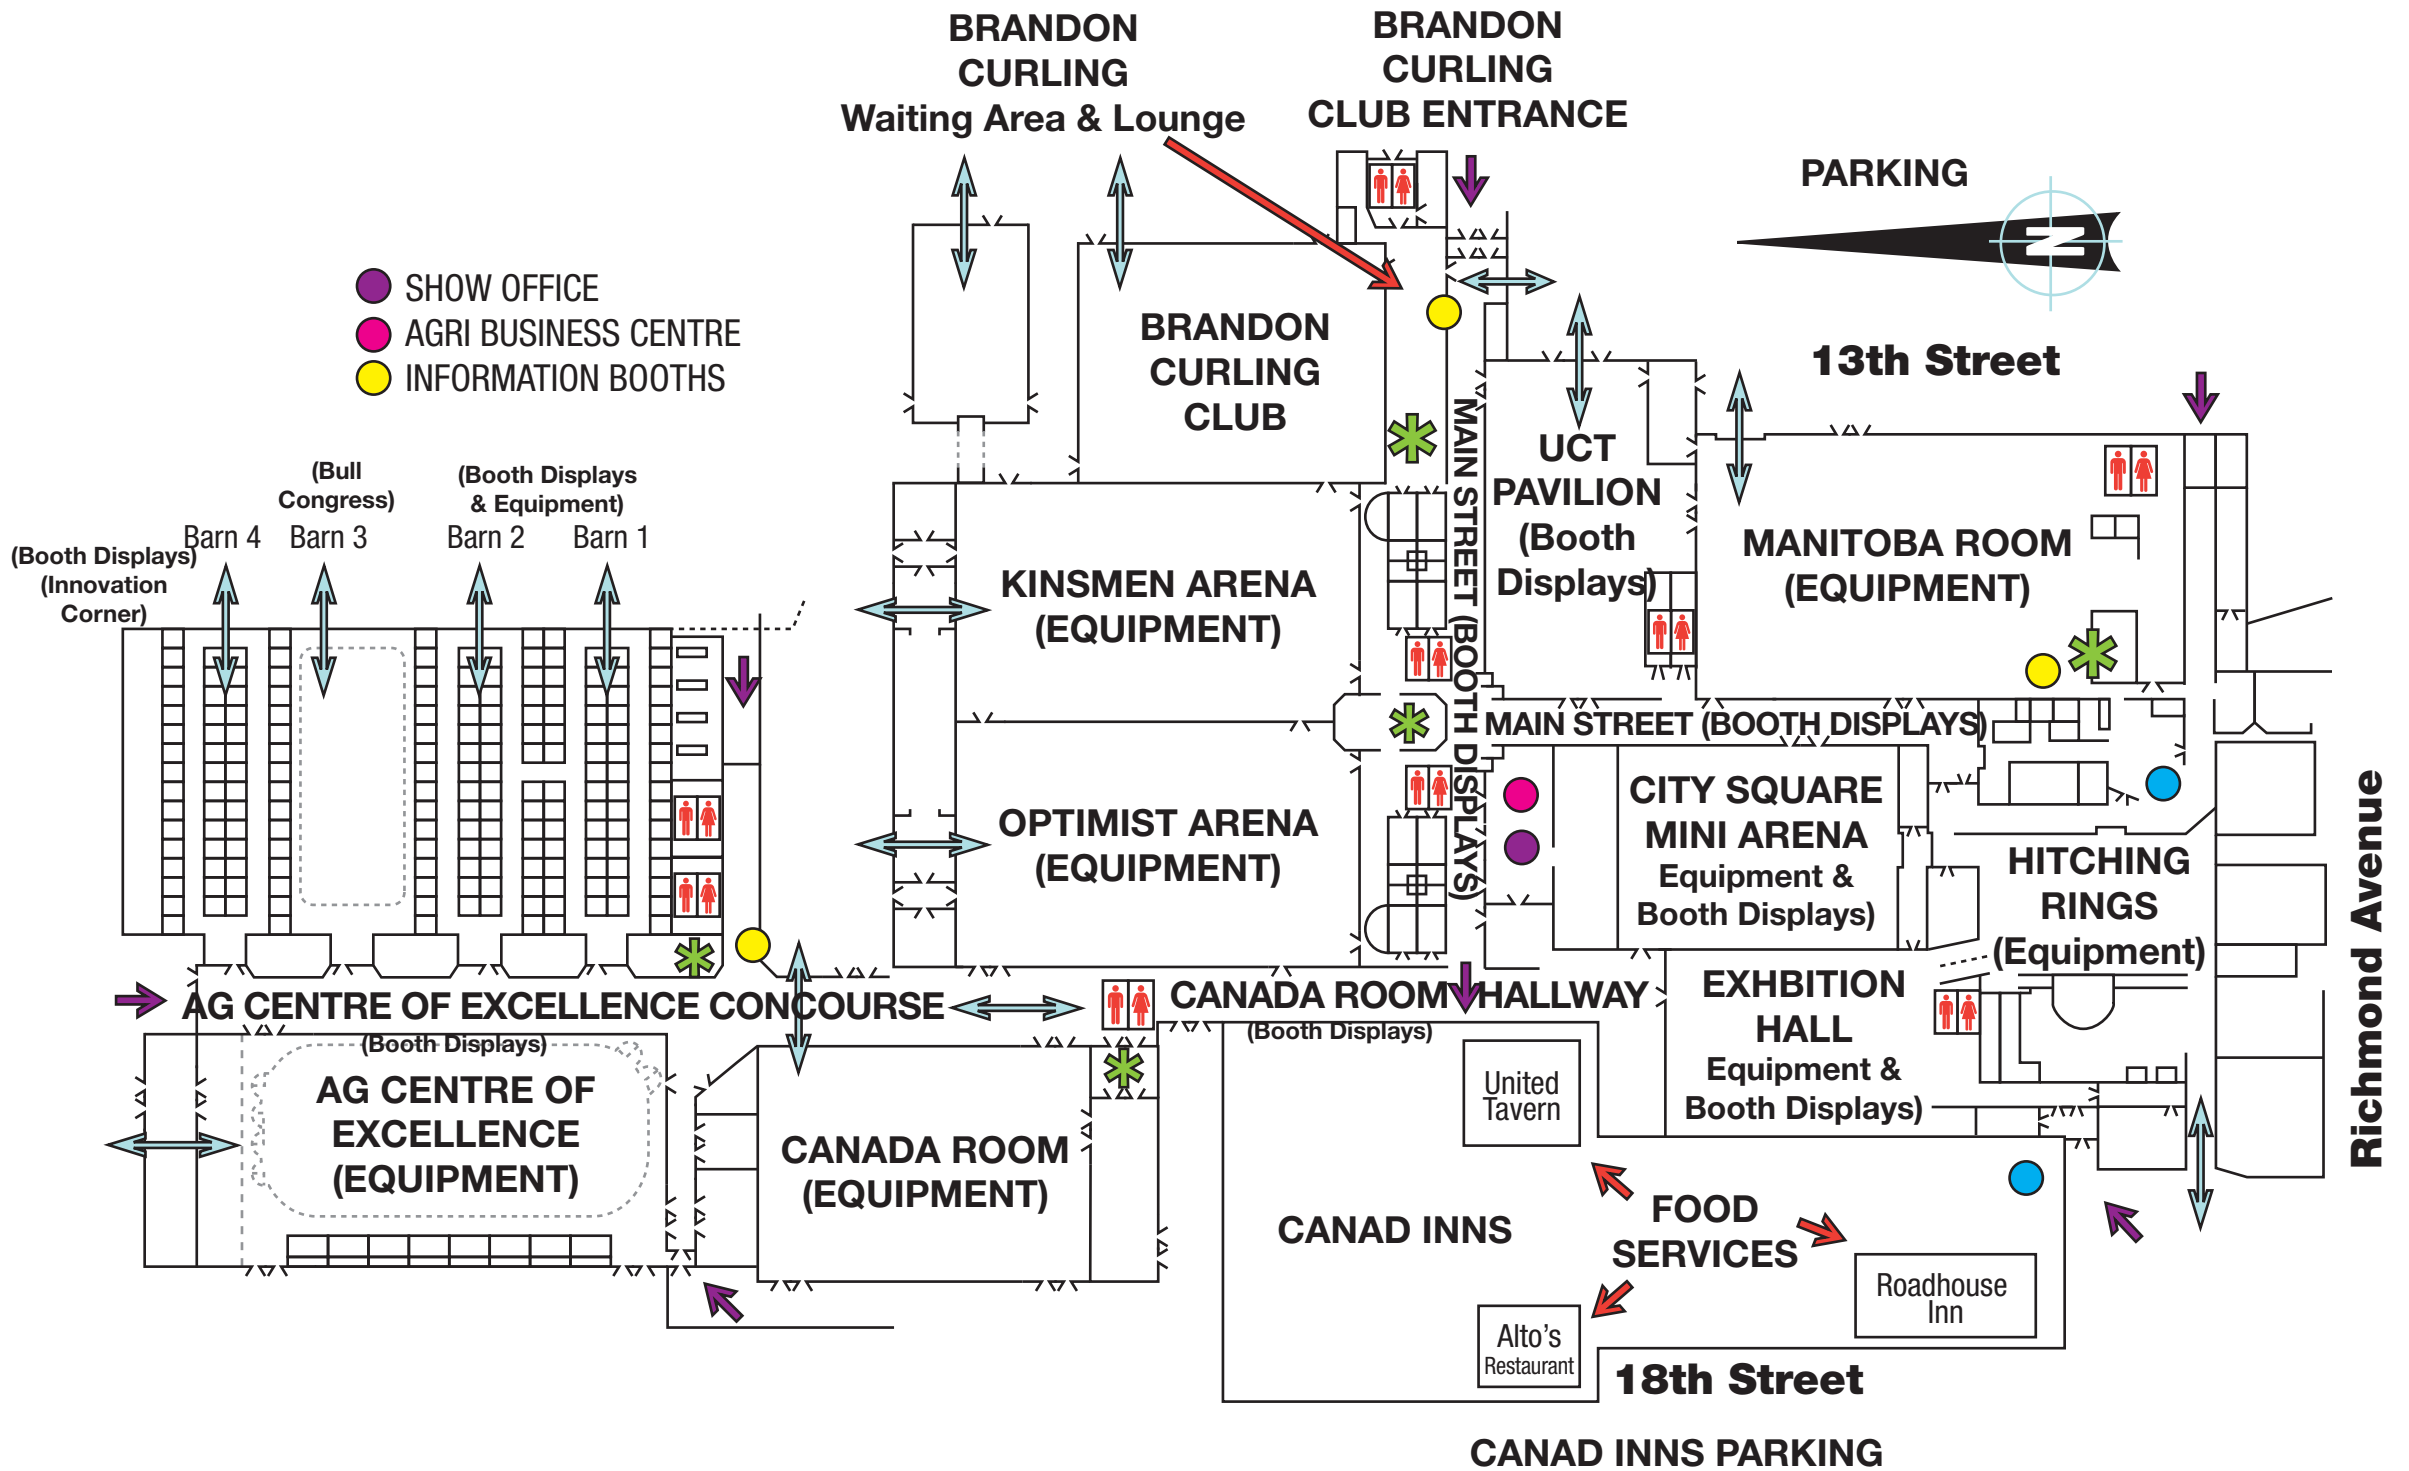 BRANDON
CURLING
Waiting Area & Lounge
BRANDON
CURLING
CLUB ENTRANCE
PARKING
N
13th Street
SHOW OFFICE
AGRI BUSINESS CENTRE
INFORMATION BOOTHS
BRANDON
CURLING
CLUB
MAIN STREET (BOOTH DISPLAYS)
UCT
PAVILION
(Booth
Displays)
MANITOBA ROOM
(EQUIPMENT)
(Bull
Congress)
(Booth Displays
& Equipment)
Barn 4
Barn 3
Barn 2
Barn 1
(Booth Displays)
(Innovation
Corner)
KINSMEN ARENA
(EQUIPMENT)
MAIN STREET (BOOTH DISPLAYS)
OPTIMIST ARENA
(EQUIPMENT)
CITY SQUARE
MINI ARENA
Equipment &
Booth Displays)
HITCHING
RINGS
(Equipment)
Richmond Avenue
AG CENTRE OF EXCELLENCE CONCOURSE
(Booth Displays)
CANADA ROOM HALLWAY
(Booth Displays)
EXHBITION
HALL
Equipment &
Booth Displays)
AG CENTRE OF
EXCELLENCE
(EQUIPMENT)
CANADA ROOM
(EQUIPMENT)
United
Tavern
CANAD INNS
FOOD
SERVICES
Roadhouse
Inn
Alto's
Restaurant
18th Street
CANAD INNS PARKING